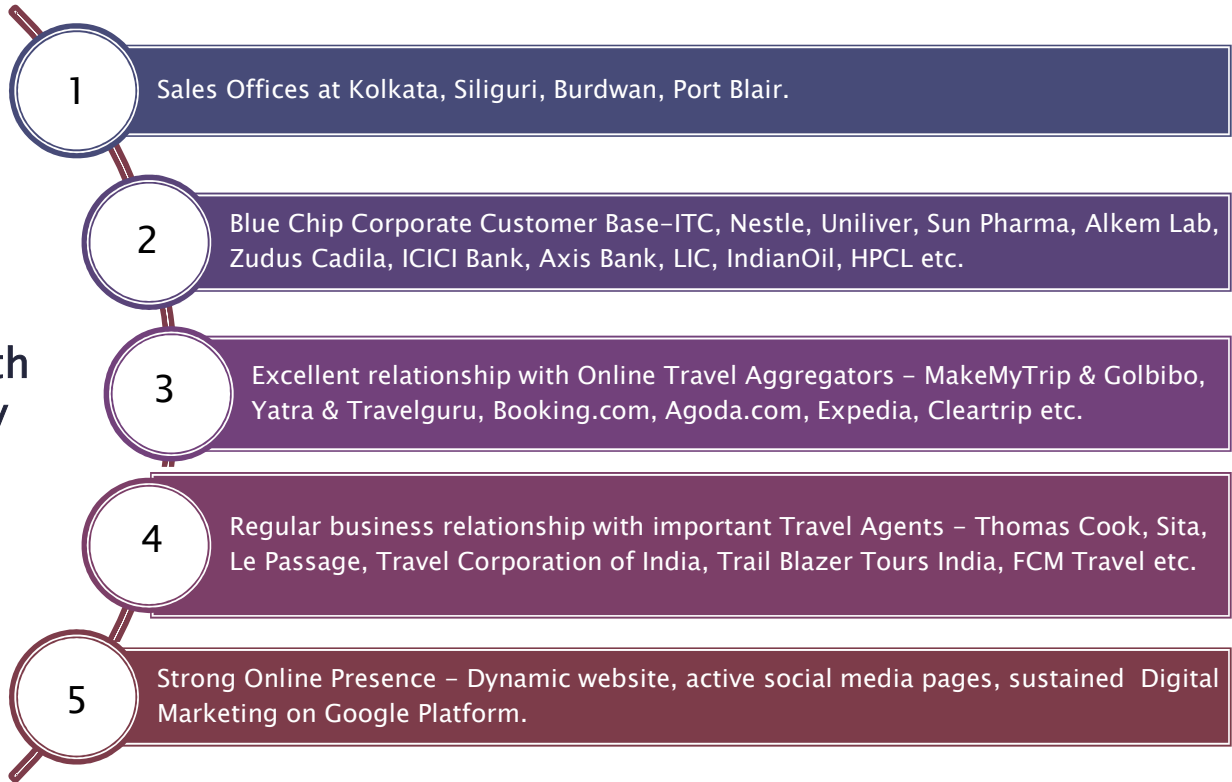 1
Sales Offices at Kolkata, Siliguri, Burdwan, Port Blair.
2
Blue Chip Corporate Customer Base-ITC, Nestle, Uniliver, Sun Pharma, Alkem Lab,
Zudus Cadila, ICICI Bank, Axis Bank, LIC, IndianOil, HPCL etc.
3
Excellent relationship with Online Travel Aggregators - MakeMyTrip & Golbibo,
Yatra & Travelguru, Booking.com, Agoda.com, Expedia, Cleartrip etc.
4
Regular business relationship with important Travel Agents - Thomas Cook, Sita,
Le Passage, Travel Corporation of India, Trail Blazer Tours India, FCM Travel etc.
5
Strong Online Presence - Dynamic website, active social media pages, sustained  Digital
Marketing on Google Platform.